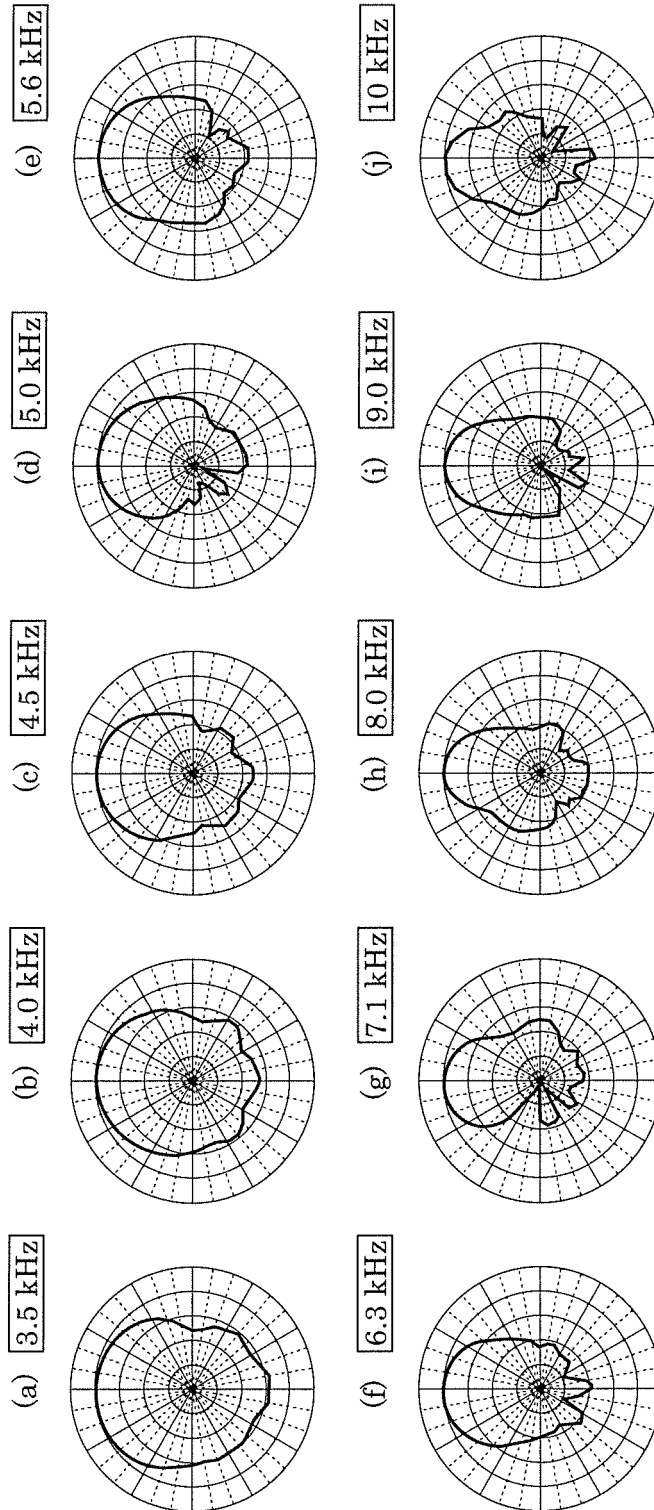 (a) 3.5 kHz
(b) 4.0 kHz
(c) 4.5 kHz
(d) 5.0 kHz
(e) 5.6 kHz
(f) 6.3 kHz
(g) 7.1 kHz
(h) 8.0 kHz
(i) 9.0 kHz
(j) 10 kHz